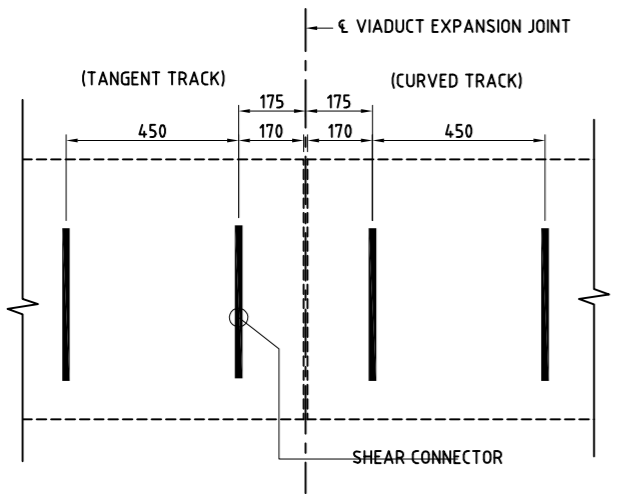 ℄ VIADUCT EXPANSION JOINT
(TANGENT TRACK)
(CURVED TRACK)
175
175
450
170
170
450
SHEAR CONNECTOR